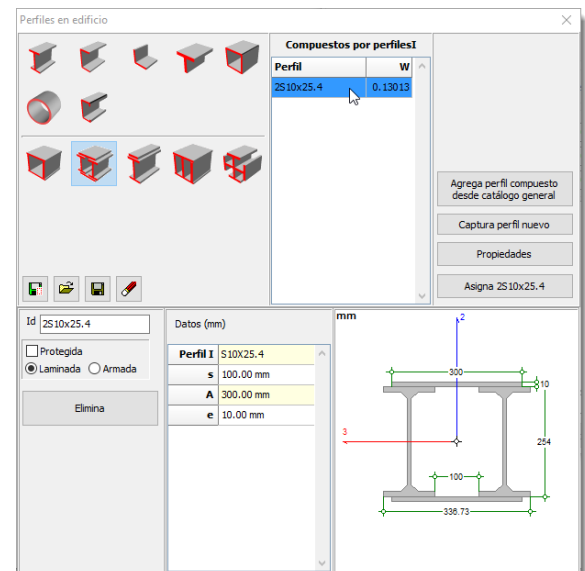 Perfiles en edificio
Compuestos por perfilesI
Perfil W
2S10x25.4 0.13013
Agrega perfil compuesto
desde catálogo general
Captura perfil nuevo
Propiedades
Asigna 2S10x25.4
Id 2S10x25.4
Protegida
Laminada Armada
Elimina
Datos (mm)
Perfil I S10X25.4
s 100.00 mm
A 300.00 mm
e 10.00 mm
mm
2
300
10
3
254
100
336.73